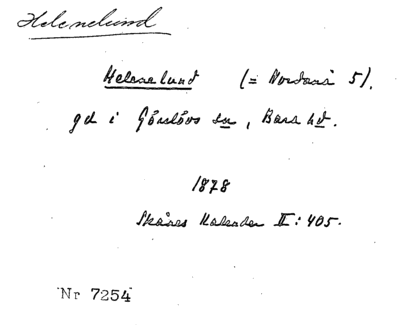 Helenelund
Helenelund (= Nordanå 5),
gd i Görslövs sn, Bara hd.
1878
Skånes Kalender II: 405.
Nr 7254